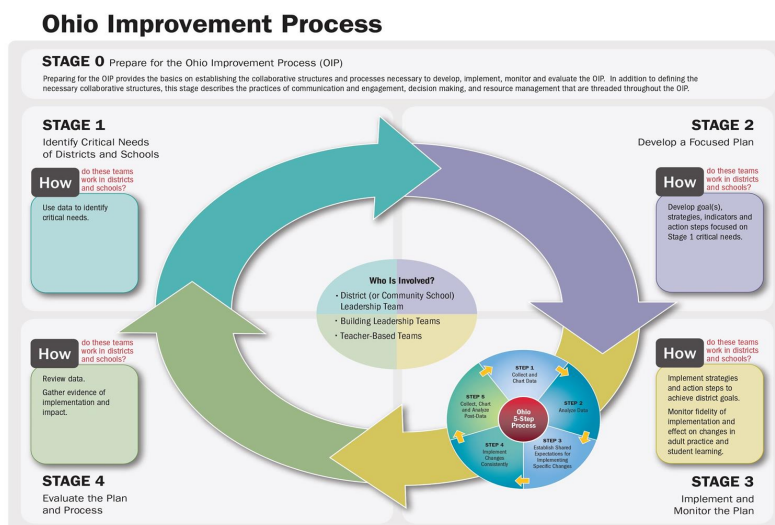 Ohio Improvement Process
STAGE 0 Prepare for the Ohio Improvement Process (OIP)
Preparing for the OIP provides the basics on establishing the collaborative structures and processes necessary to develop, implement, monitor and evaluate the OIP. In addition to defining the
necessary collaborative structures, this stage describes the practices of communication and engagement, decision making, and resource management that are threaded throughout the OIP.
STAGE 1
Identify Critical Needs
of Districts and Schools
How
do these teams
work in districts
and schools?
Use data to identify
critical needs.
STAGE 2
Develop a Focused Plan
How
do these teams
work in districts
and schools?
Develop goal(s),
strategies, indicators and
action steps focused on
Stage 1 critical needs.
Who Is Involved?
• District (or Community School)
Leadership Team
• Building Leadership Teams
• Teacher-Based Teams
How
do these teams
work in districts
and schools?
Review data.
Gather evidence of
implementation and
impact.
STAGE 4
Evaluate the Plan
and Process
STEP 1
Collect and
Chart Data
STEP 2
Analyze Data
STEP 3
Establish Shared
Expectations for
Implementing
Specific Changes
STEP 4
Implement
Changes
Consistently
STEP 5
Collect, Chart
and Analyze
Post-Data
Ohio
5-Step
Process
How
do these teams
work in districts
and schools?
Implement strategies
and action steps to
achieve district goals.
Monitor fidelity of
implementation and
effect on changes in
adult practice and
student learning.
STAGE 3
Implement and
Monitor the Plan